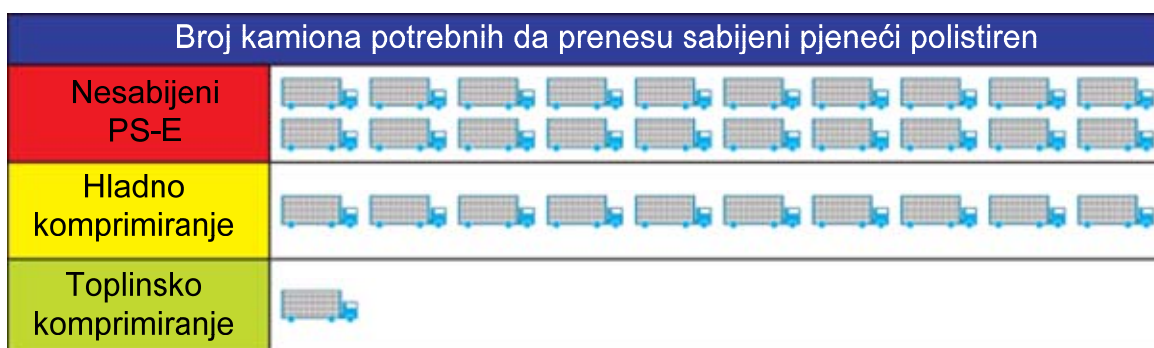 Broj kamiona potrebnih da prenesu sabijeni pjeneći polistiren
Nesabijeni
PS-E
Hladno
komprimiranje
Toplinsko
komprimiranje